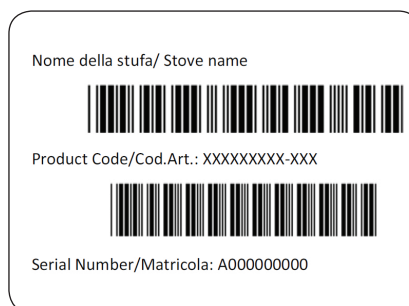 Nome della stufa/ Stove name
Product Code/Cod.Art.: XXXXXXXXX-XXX
Serial Number/Matricola: A000000000